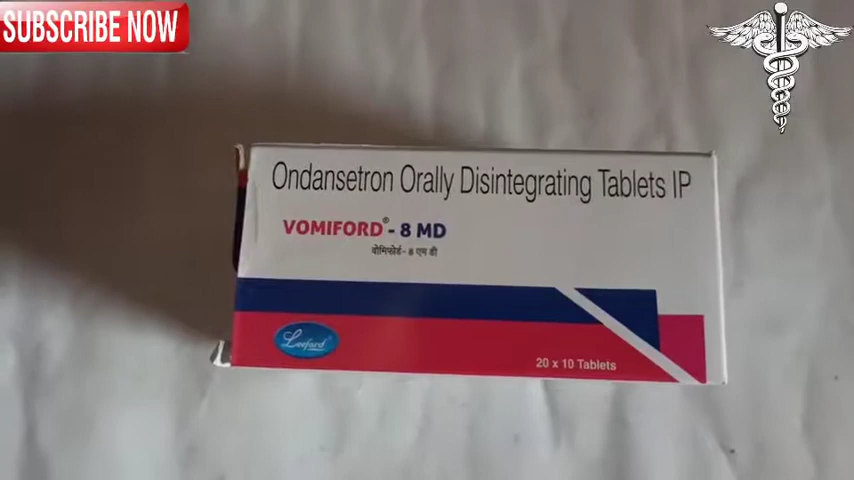 SUBSCRIBE NOW
Ondansetron Orally Disintegrating Tablets IP
VOMIFORD® - 8 MD
वोमिफोर्ड - 8 एम डी
Leeford
20 x 10 Tablets